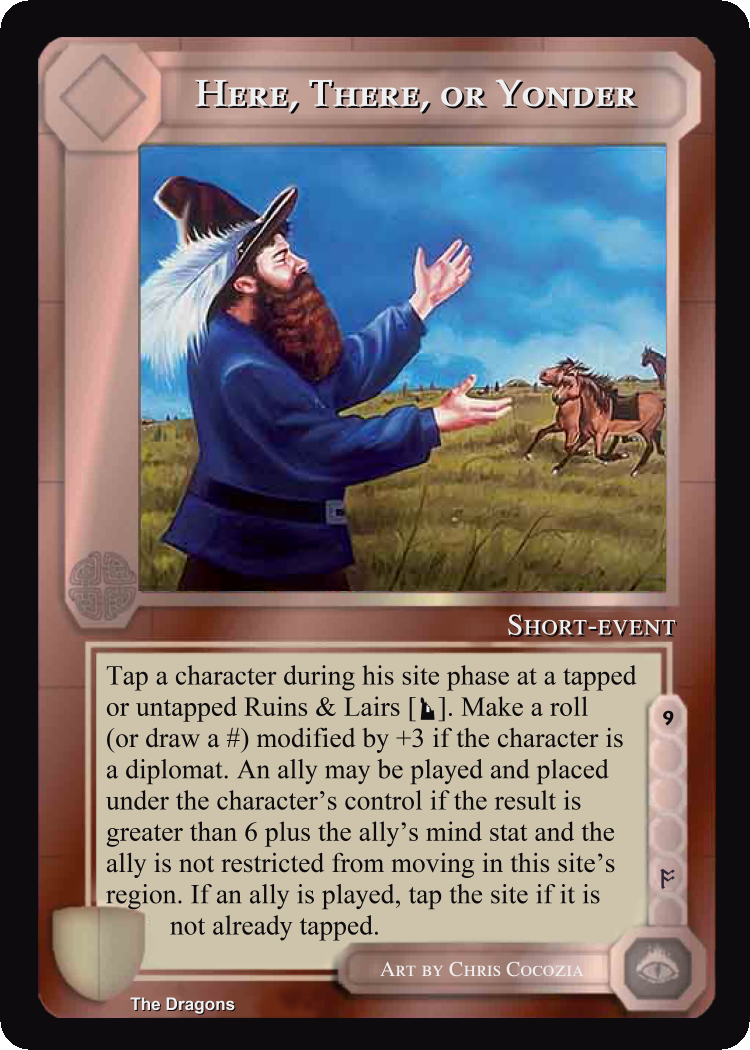 Here, There, or Yonder
Short-event
Tap a character during his site phase at a tapped
or untapped Ruins & Lairs [ ]. Make a roll
(or draw a #) modified by +3 if the character is
a diplomat. An ally may be played and placed
under the character's control if the result is
greater than 6 plus the ally's mind stat and the
ally is not restricted from moving in this site's
region. If an ally is played, tap the site if it is
not already tapped.
9
Art by Chris Cocozia
The Dragons